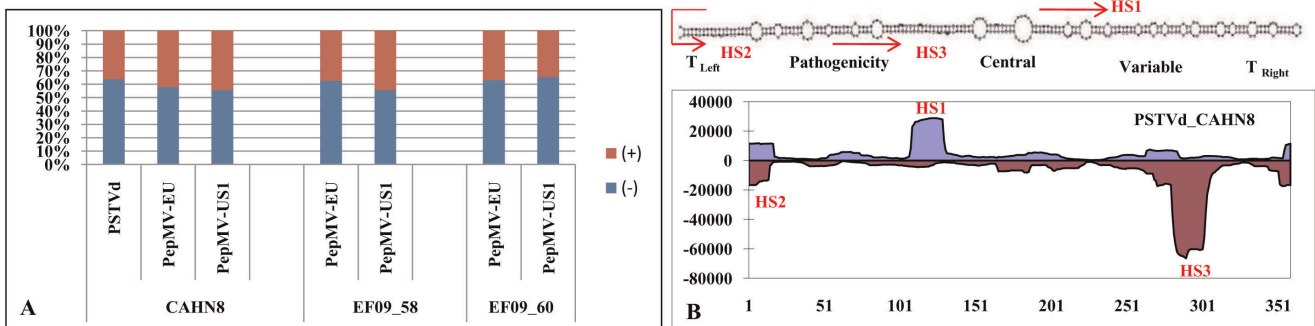 100%
90%
80%
70%
60%
50%
40%
30%
20%
10%
0%
PSTVd
PepMV-EU
PepMV-US1
PepMV-EU
PepMV-US1
PepMV-EU
PepMV-US1
CAHN8
EF09_58
EF09_60
A
(+)
(-)
HS1
HS2
HS3
T Left
Pathogenicity
Central
Variable
T Right
40000
20000
0
-20000
-40000
-60000
-80000
HS1
PSTVd_CAHN8
HS2
HS3
B
1
51
101
151
201
251
301
351